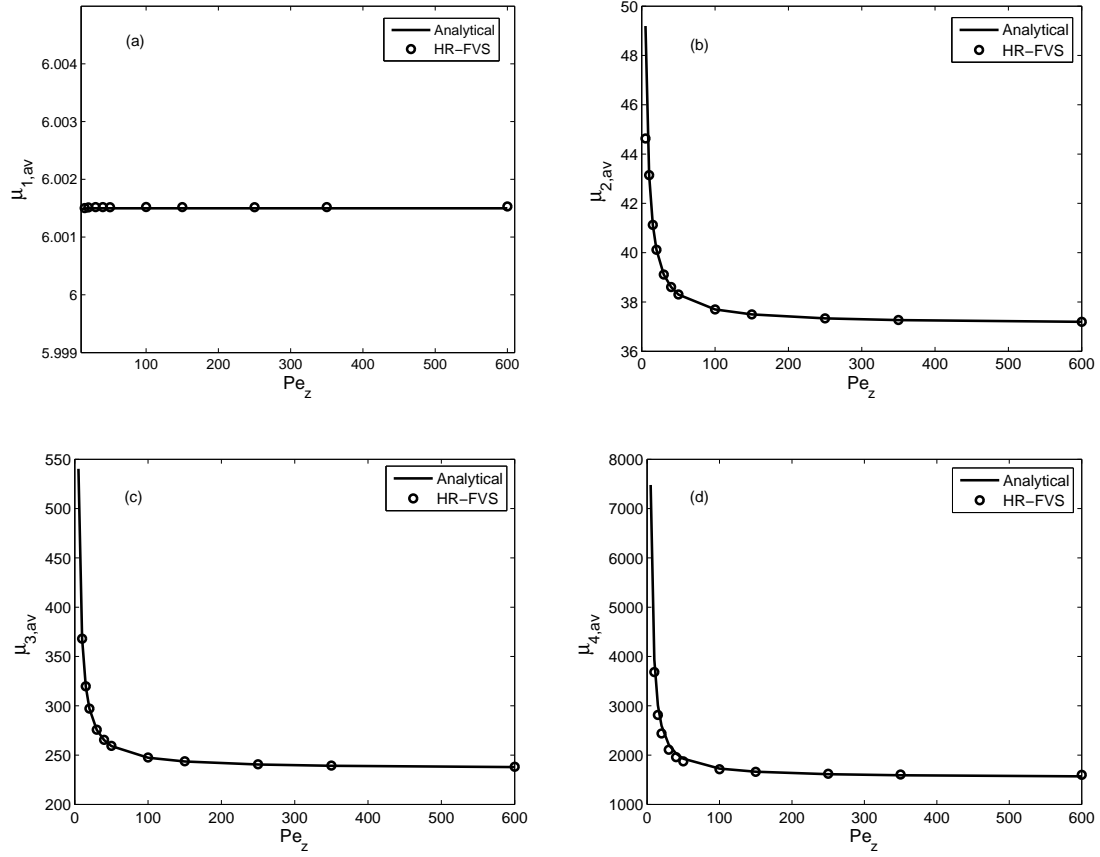 (a)
Analytical
HR−FVS
6.004
6.003
6.002
6.001
6
5.999
100
200
300
400
500
600
μ1,av
Pez
(b)
Analytical
HR−FVS
50
48
46
44
42
40
38
36
0
100
200
300
400
500
600
μ2,av
Pez
(c)
Analytical
HR−FVS
550
500
450
400
350
300
250
200
0
100
200
300
400
500
600
μ3,av
Pez
(d)
Analytical
HR−FVS
8000
7000
6000
5000
4000
3000
2000
1000
0
100
200
300
400
500
600
μ4,av
Pez